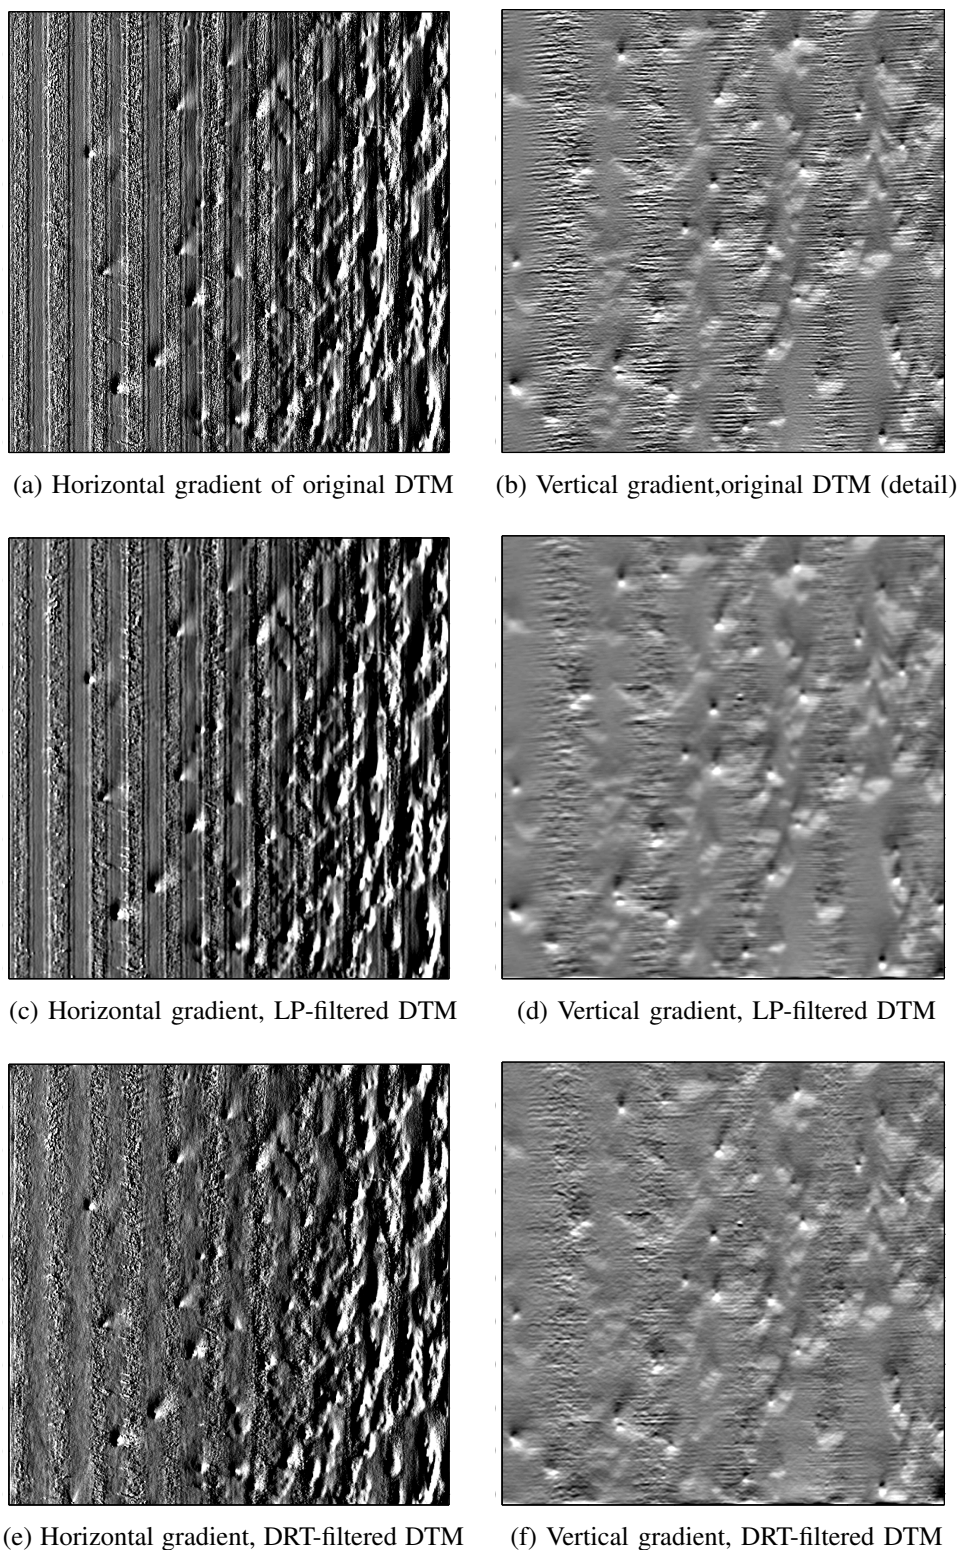 (a) Horizontal gradient of original DTM
(b) Vertical gradient,original DTM (detail)
(c) Horizontal gradient, LP-filtered DTM
(d) Vertical gradient, LP-filtered DTM
(e) Horizontal gradient, DRT-filtered DTM
(f) Vertical gradient, DRT-filtered DTM